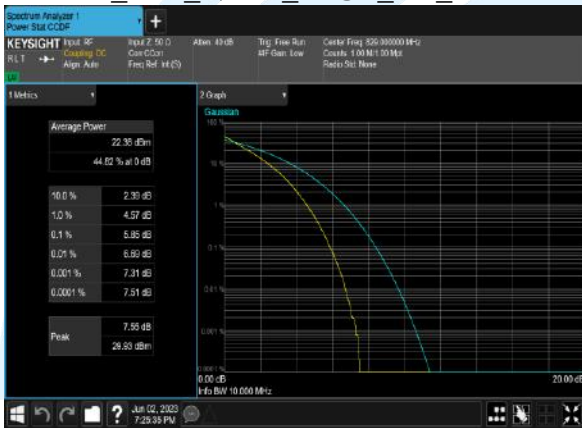 Spectrum Analyzer 1
Power Stat CCDF
+
KEYSIGHT
RLT
Input: RF
Coupling: DC
Align: Auto
Input Z: 50 Ω
Corr CCorr
Freq Ref: Int (S)
Atten: 40 dB
Trig: Free Run
#IF Gain: Low
Center Freq: 829.000000 MHz
Counts: 1.00 M/1.00 Mpt
Radio Std: None
1 Metrics
Average Power
22.38 dBm
44.82 % at 0 dB
10.0 % 2.39 dB
1.0 % 4.57 dB
0.1 % 5.85 dB
0.01 % 6.69 dB
0.001 % 7.31 dB
0.0001 % 7.51 dB
Peak
7.55 dB
29.93 dBm
2 Graph
Gaussian
100 %
10 %
1 %
0.1 %
0.01 %
0.001 %
0.0001 %
0.00 dB
20.00 dB
Info BW 10.000 MHz
?
Jun 02, 2023
7:25:35 PM